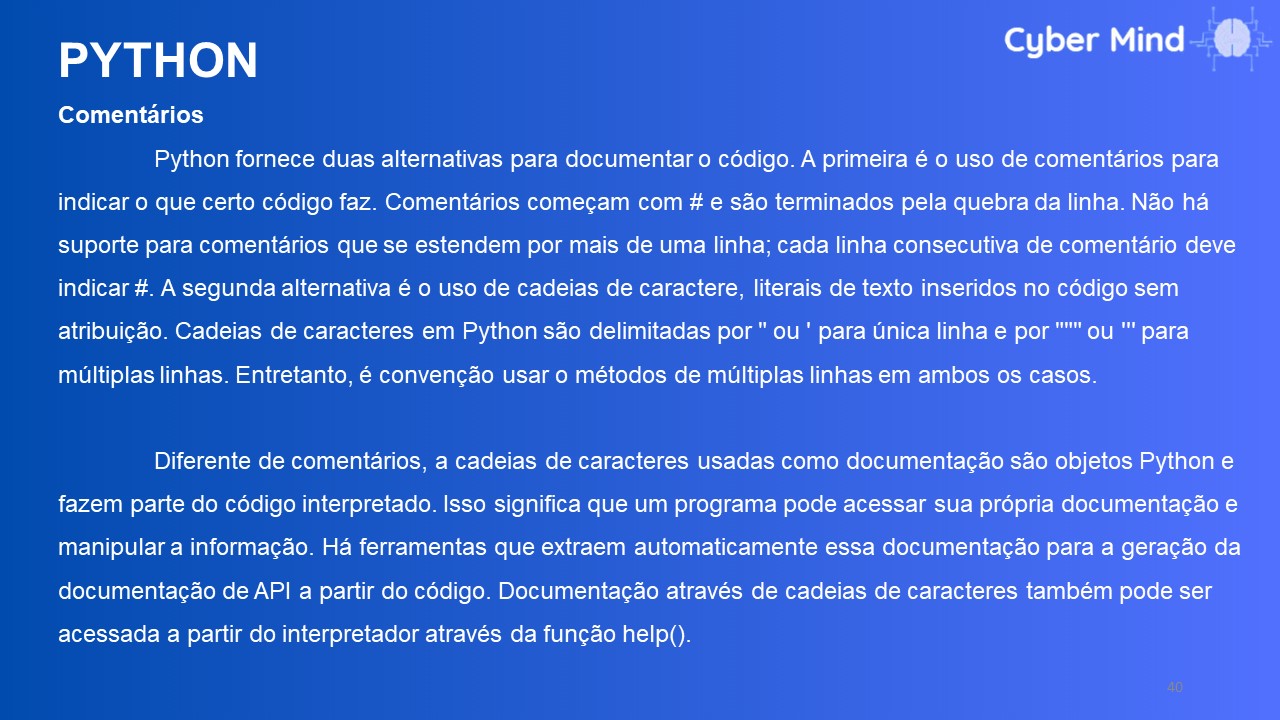 PYTHON
Cyber Mind
Comentários
Python fornece duas alternativas para documentar o código. A primeira é o uso de comentários para
indicar o que certo código faz. Comentários começam com # e são terminados pela quebra da linha. Não há
suporte para comentários que se estendem por mais de uma linha; cada linha consecutiva de comentário deve
indicar #. A segunda alternativa é o uso de cadeias de caractere, literais de texto inseridos no código sem
atribuição. Cadeias de caracteres em Python são delimitadas por " ou ' para única linha e por """ ou ''' para
múltiplas linhas. Entretanto, é convenção usar o métodos de múltiplas linhas em ambos os casos.
Diferente de comentários, a cadeias de caracteres usadas como documentação são objetos Python e
fazem parte do código interpretado. Isso significa que um programa pode acessar sua própria documentação e
manipular a informação. Há ferramentas que extraem automaticamente essa documentação para a geração da
documentação de API a partir do código. Documentação através de cadeias de caracteres também pode ser
acessada a partir do interpretador através da função help().
40